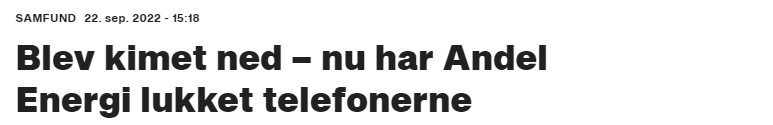 SAMFUND 22. sep. 2022 - 15:18
Blev kimet ned – nu har Andel
Energi lukket telefonerne